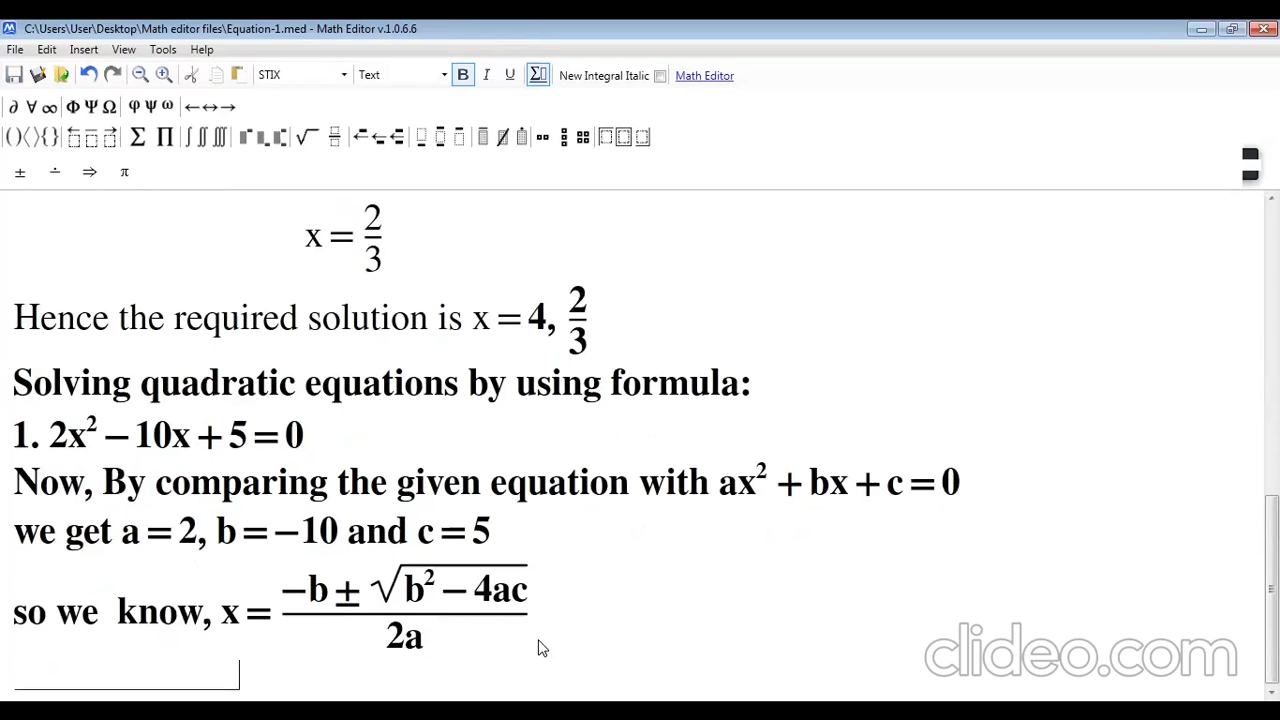 C:\Users\User\Desktop\Math editor files\Equation-1.med - Math Editor v.1.0.6.6
File Edit Insert View Tools Help
STIX Text B I U Σ New Integral Italic Math Editor
∂ ∀ ∞ Φ Ψ Ω φ ψ ω ←↔→
( ) ⟨ ⟩ { } Σ Π ∫ ∬ ∭ √
± ∸ ⇒ π
x = 2/3
Hence the required solution is x = 4, 2/3
Solving quadratic equations by using formula:
1. 2x² − 10x + 5 = 0
Now, By comparing the given equation with ax² + bx + c = 0
we get a = 2, b = −10 and c = 5
so we know, x = (−b ± √(b² − 4ac))/2a
clideo.com